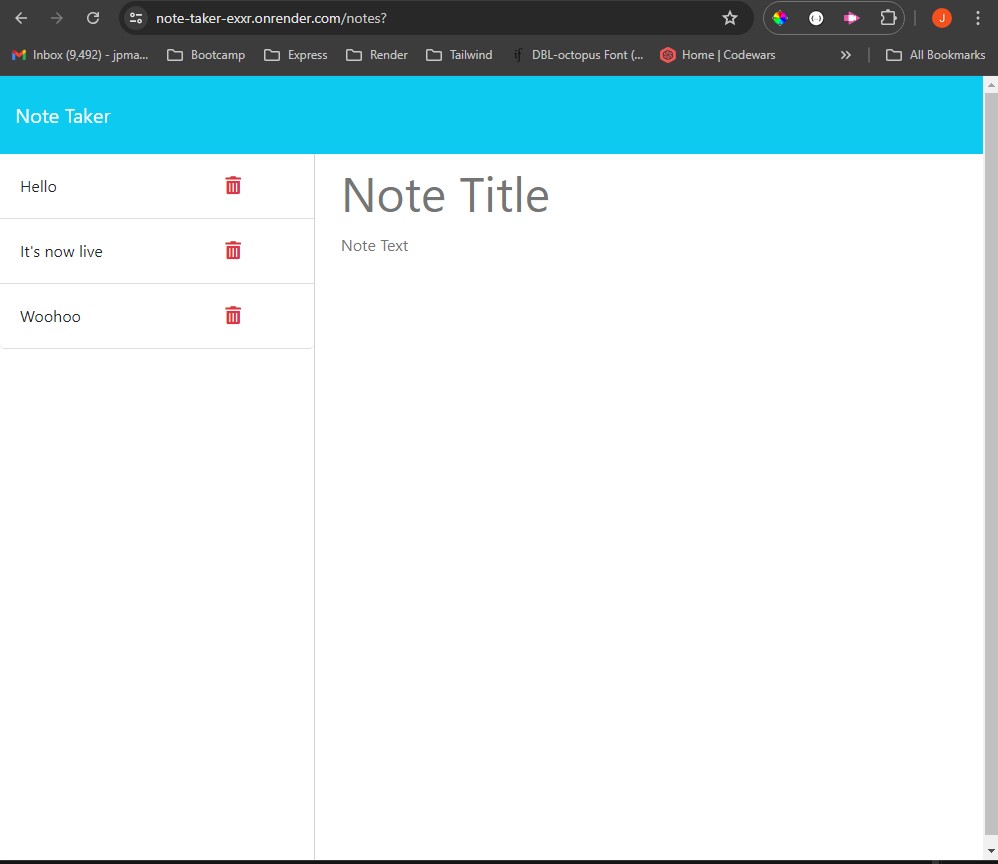 note-taker-exxr.onrender.com/notes?
J
Inbox (9,492) - jpma... Bootcamp Express Render Tailwind if DBL-octopus Font (... Home | Codewars » All Bookmarks
Note Taker
Hello
It's now live
Woohoo
Note Title
Note Text